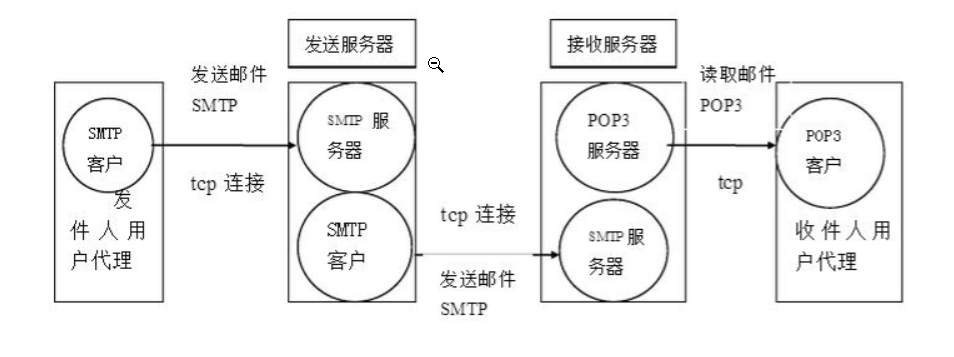 发送服务器
接收服务器
发送邮件
SMTP
读取邮件
POP3
SMTP
客户
SMTP 服
务器
POP3
服务器
POP3
客户
tcp 连接
tcp
发
件人用
户代理
SMTP
客户
tcp 连接
SMTP 服
务器
收件人用
户代理
发送邮件
SMTP